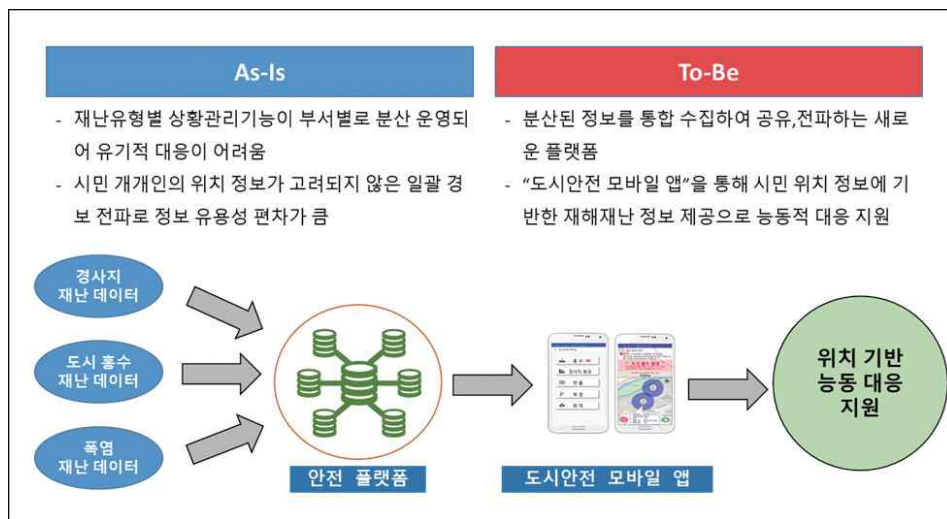 As-Is
- 재난유형별 상황관리기능이 부서별로 분산 운영되
어 유기적 대응이 어려움
- 시민 개개인의 위치 정보가 고려되지 않은 일괄 경
보 전파로 정보 유용성 편차가 큼
To-Be
- 분산된 정보를 통합 수집하여 공유,전파하는 새로
운 플랫폼
- “도시안전 모바일 앱”을 통해 시민 위치 정보에 기
반한 재해재난 정보 제공으로 능동적 대응 지원
경사지
재난 데이터
도시 홍수
재난 데이터
폭염
재난 데이터
안전 플랫폼
도시안전 모바일 앱
위치 기반
능동 대응
지원